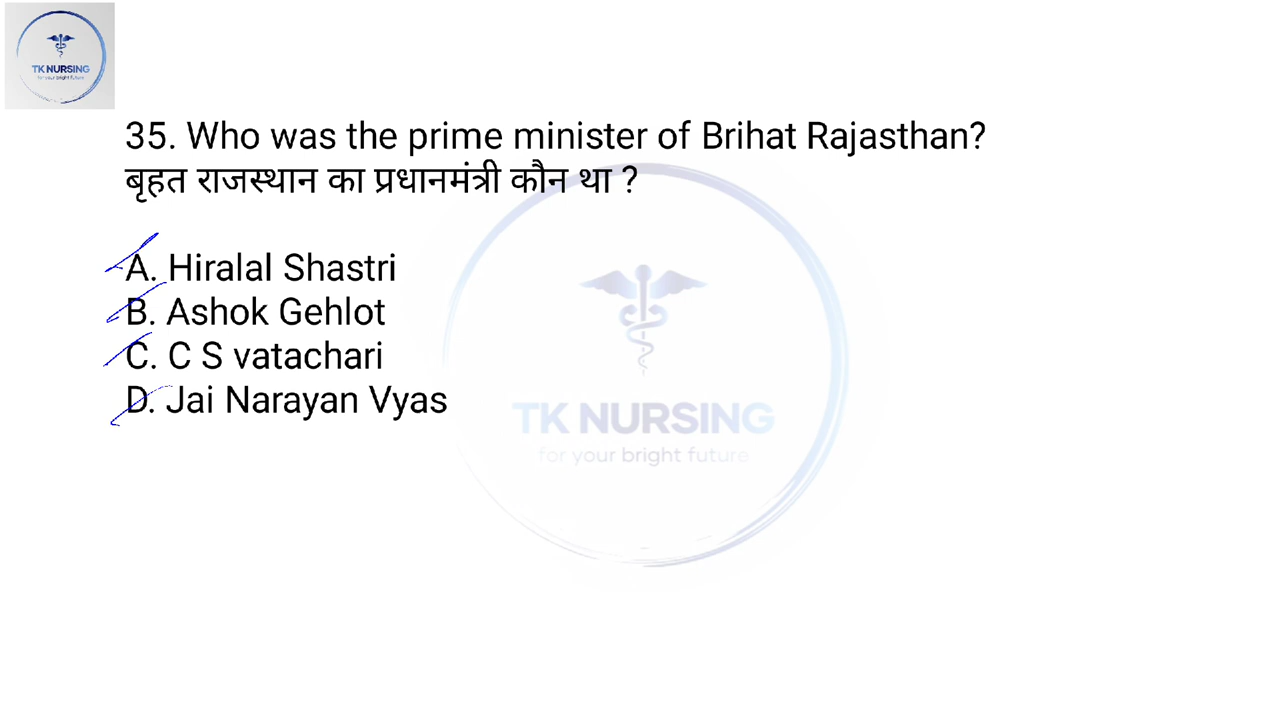 TK NURSING
for your bright future
35. Who was the prime minister of Brihat Rajasthan?
बृहत राजस्थान का प्रधानमंत्री कौन था ?
A. Hiralal Shastri
B. Ashok Gehlot
C. C S vatachari
D. Jai Narayan Vyas
TK NURSING
for your bright future